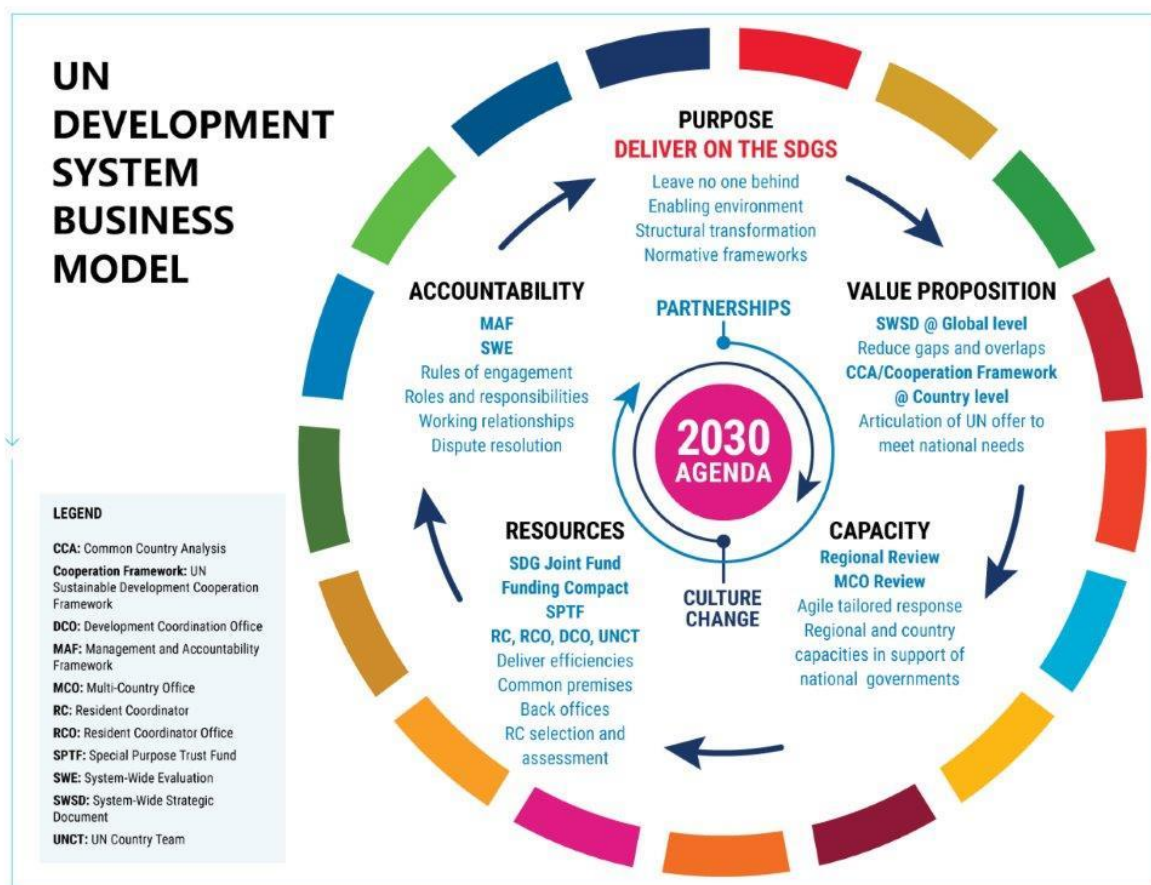 UN
DEVELOPMENT
SYSTEM
BUSINESS
MODEL
PURPOSE
DELIVER ON THE SDGS
Leave no one behind
Enabling environment
Structural transformation
Normative frameworks
ACCOUNTABILITY
MAF
SWE
Rules of engagement
Roles and responsibilities
Working relationships
Dispute resolution
PARTNERSHIPS
VALUE PROPOSITION
SWSD @ Global level
Reduce gaps and overlaps
CCA/Cooperation Framework
@ Country level
Articulation of UN offer to
meet national needs
2030
AGENDA
RESOURCES
SDG Joint Fund
Funding Compact
SPTF
RC, RCO, DCO, UNCT
Deliver efficiencies
Common premises
Back offices
RC selection and
assessment
CULTURE
CHANGE
CAPACITY
Regional Review
MCO Review
Agile tailored response
Regional and country
capacities in support of
national governments
LEGEND
CCA: Common Country Analysis
Cooperation Framework: UN
Sustainable Development Cooperation
Framework
DCO: Development Coordination Office
MAF: Management and Accountability
Framework
MCO: Multi-Country Office
RC: Resident Coordinator
RCO: Resident Coordinator Office
SPTF: Special Purpose Trust Fund
SWE: System-Wide Evaluation
SWSD: System-Wide Strategic
Document
UNCT: UN Country Team